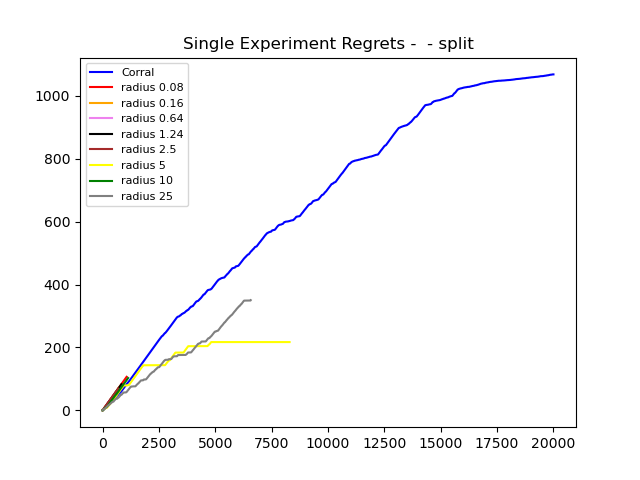 Single Experiment Regrets -  - split
Corral
radius 0.08
radius 0.16
radius 0.64
radius 1.24
radius 2.5
radius 5
radius 10
radius 25
1000
800
600
400
200
0
0 2500 5000 7500 10000 12500 15000 17500 20000